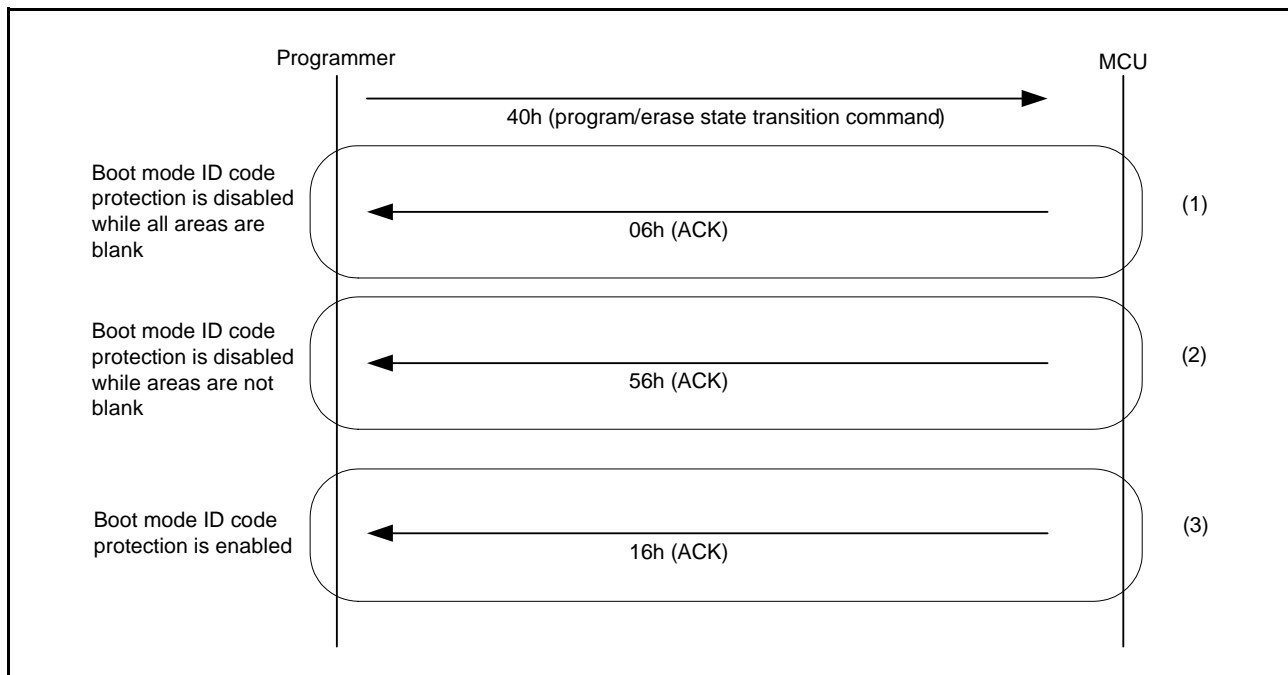 Programmer
MCU
40h (program/erase state transition command)
Boot mode ID code
protection is disabled
while all areas are
blank
06h (ACK)
(1)
Boot mode ID code
protection is disabled
while areas are not
blank
56h (ACK)
(2)
Boot mode ID code
protection is enabled
16h (ACK)
(3)